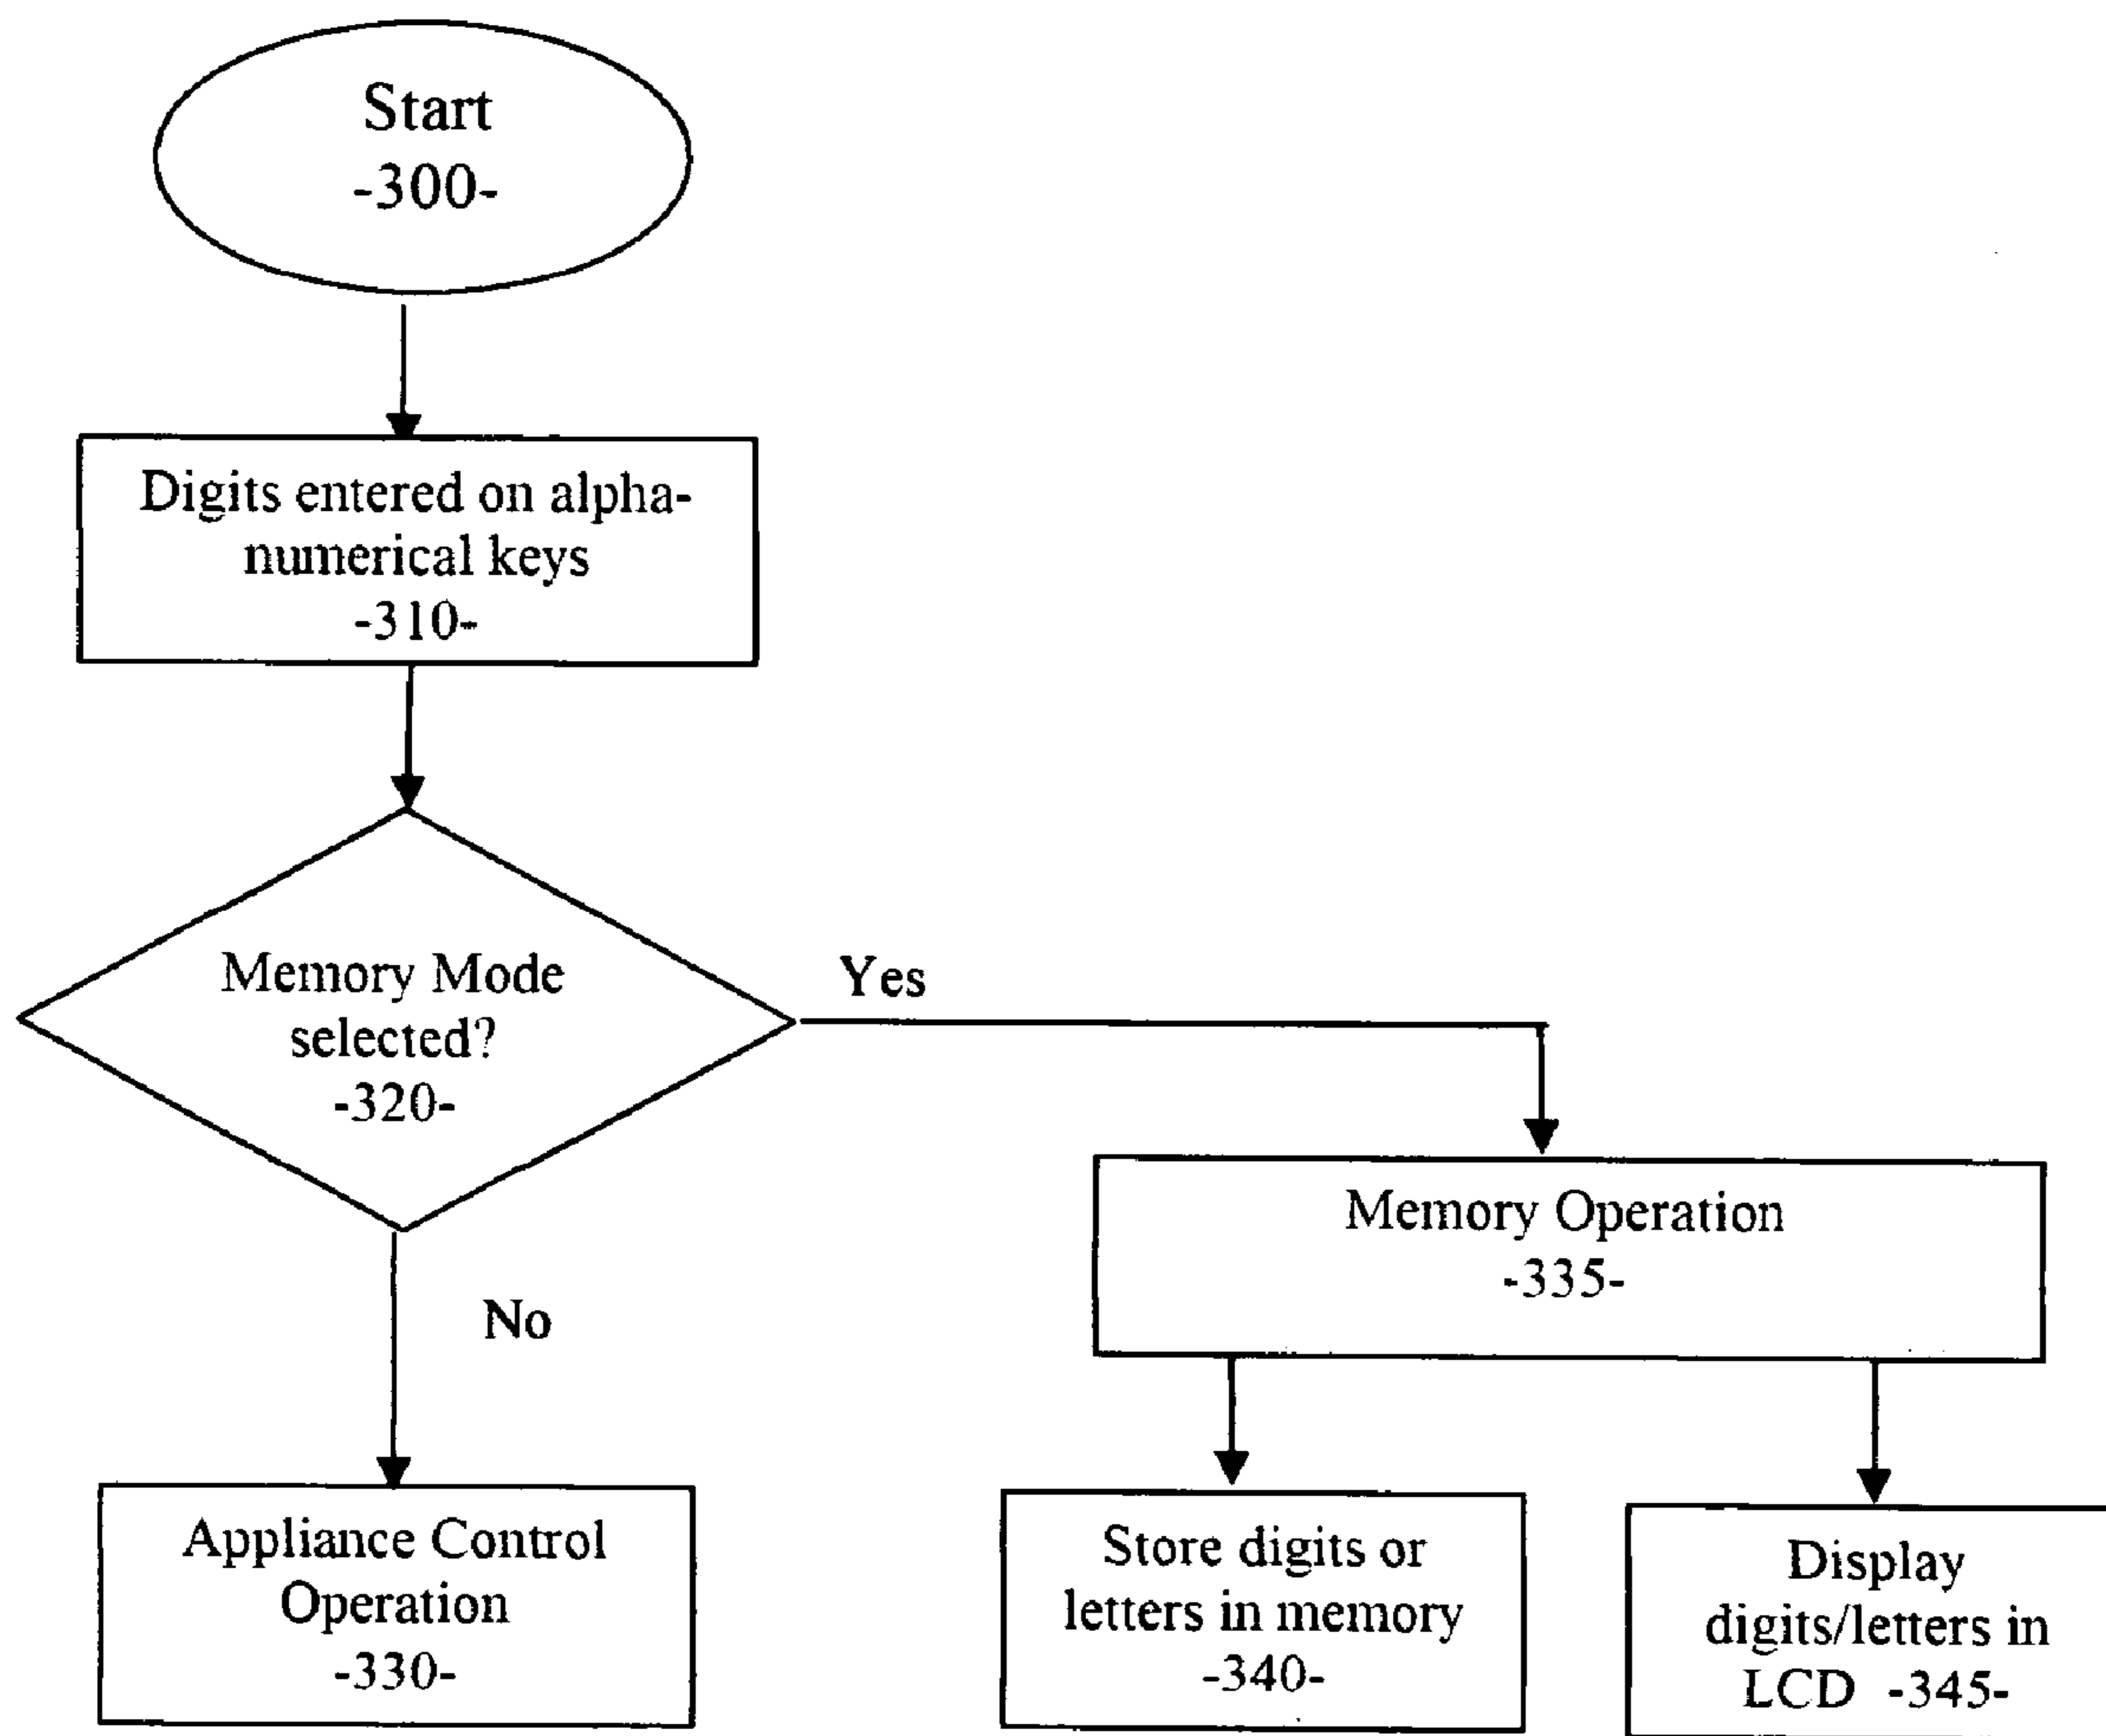 Start
-300-
Digits entered on alpha-
numerical keys
-310-
Memory Mode
selected?
-320-
Yes
No
Memory Operation
-335-
Appliance Control
Operation
-330-
Store digits or
letters in memory
-340-
Display
digits/letters in
LCD -345-